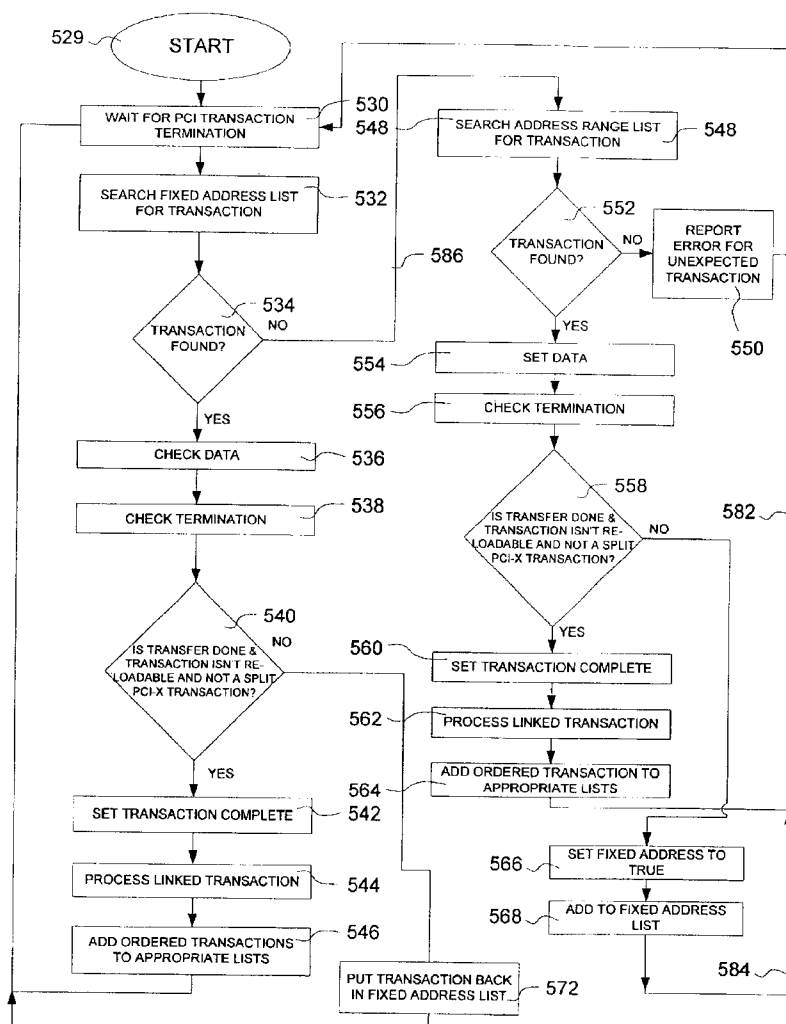 529
START
530
WAIT FOR PCI TRANSACTION
TERMINATION
532
SEARCH FIXED ADDRESS LIST
FOR TRANSACTION
534
TRANSACTION
FOUND?
NO
YES
CHECK DATA
536
CHECK TERMINATION
538
540
IS TRANSFER DONE &
TRANSACTION ISN'T RE-
LOADABLE AND NOT A SPLIT
PCI-X TRANSACTION?
NO
YES
SET TRANSACTION COMPLETE
542
PROCESS LINKED TRANSACTION
544
ADD ORDERED TRANSACTIONS
TO APPROPRIATE LISTS
546
PUT TRANSACTION BACK
IN FIXED ADDRESS LIST
572
586
548
SEARCH ADDRESS RANGE LIST
FOR TRANSACTION
548
552
TRANSACTION
FOUND?
NO
REPORT
ERROR FOR
UNEXPECTED
TRANSACTION
550
YES
554
SET DATA
556
CHECK TERMINATION
558
IS TRANSFER DONE &
TRANSACTION ISN'T RE-
LOADABLE AND NOT A SPLIT
PCI-X TRANSACTION?
NO
582
YES
560
SET TRANSACTION COMPLETE
562
PROCESS LINKED TRANSACTION
564
ADD ORDERED TRANSACTION TO
APPROPRIATE LISTS
566
SET FIXED ADDRESS TO
TRUE
568
ADD TO FIXED ADDRESS
LIST
584